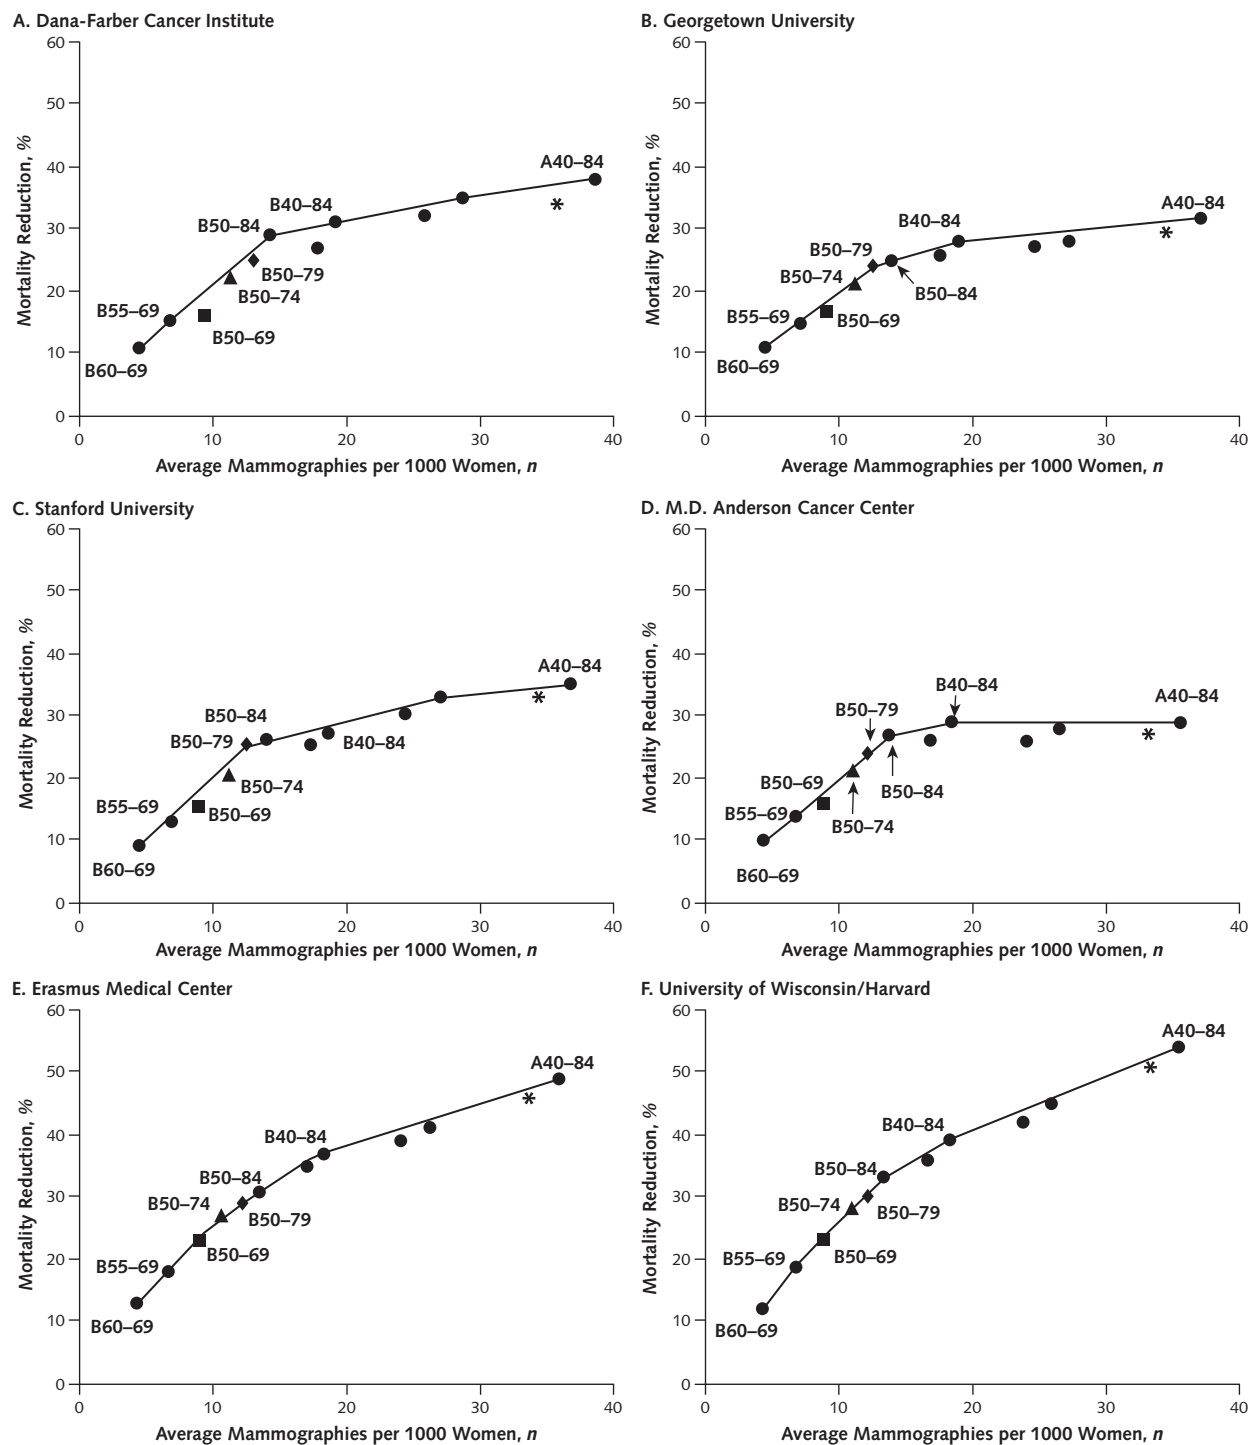 A. Dana-Farber Cancer Institute
60
50
40
30
20
10
0
Mortality Reduction, %
A40–84
B40–84
B50–84
B50–79
B50–74
B55–69
B50–69
B60–69
0 10 20 30 40
Average Mammographies per 1000 Women, n
B. Georgetown University
60
50
40
30
20
10
0
Mortality Reduction, %
A40–84
B40–84
B50–79
B50–74
B50–84
B55–69
B50–69
B60–69
0 10 20 30 40
Average Mammographies per 1000 Women, n
C. Stanford University
60
50
40
30
20
10
0
Mortality Reduction, %
A40–84
B50–84
B50–79
B40–84
B50–74
B55–69
B50–69
B60–69
0 10 20 30 40
Average Mammographies per 1000 Women, n
D. M.D. Anderson Cancer Center
60
50
40
30
20
10
0
Mortality Reduction, %
B40–84
A40–84
B50–79
B50–69
B50–84
B55–69
B50–74
B60–69
0 10 20 30 40
Average Mammographies per 1000 Women, n
E. Erasmus Medical Center
60
50
40
30
20
10
0
Mortality Reduction, %
A40–84
B40–84
B50–84
B50–74
B50–79
B50–69
B55–69
B60–69
0 10 20 30 40
Average Mammographies per 1000 Women, n
F. University of Wisconsin/Harvard
60
50
40
30
20
10
0
Mortality Reduction, %
A40–84
B40–84
B50–84
B50–74
B50–79
B55–69
B50–69
B60–69
0 10 20 30 40
Average Mammographies per 1000 Women, n